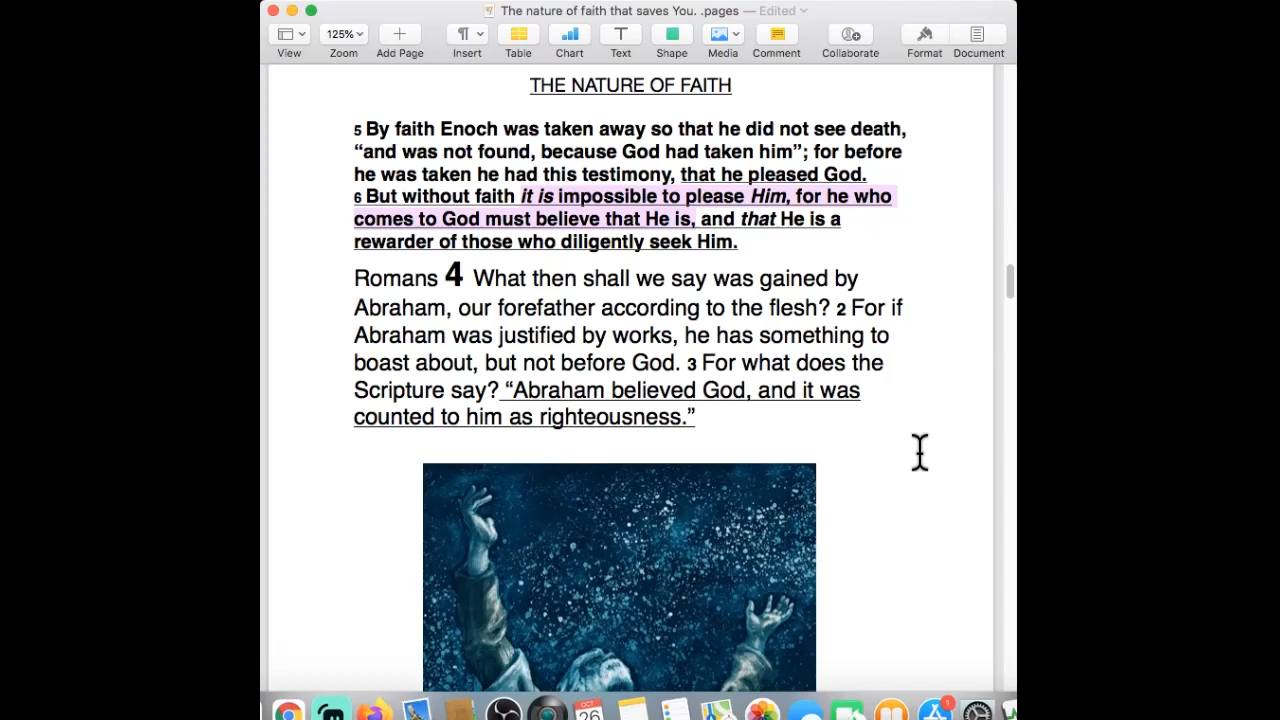 The nature of faith that saves You. .pages — Edited
125%
View Zoom Add Page Insert Table Chart Text Shape Media Comment Collaborate Format Document
THE NATURE OF FAITH
5 By faith Enoch was taken away so that he did not see death,
“and was not found, because God had taken him”; for before
he was taken he had this testimony, that he pleased God.
6 But without faith it is impossible to please Him, for he who
comes to God must believe that He is, and that He is a
rewarder of those who diligently seek Him.
Romans 4 What then shall we say was gained by
Abraham, our forefather according to the flesh? 2 For if
Abraham was justified by works, he has something to
boast about, but not before God. 3 For what does the
Scripture say? “Abraham believed God, and it was
counted to him as righteousness.”
OCT
26
1